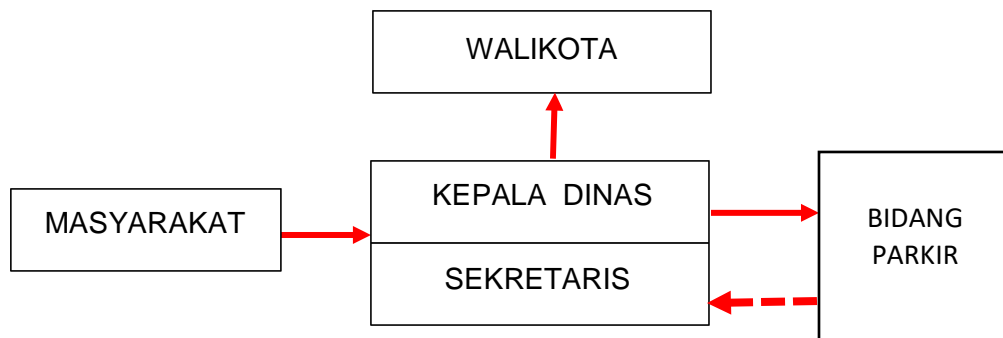 WALIKOTA
MASYARAKAT
KEPALA DINAS
SEKRETARIS
BIDANG
PARKIR